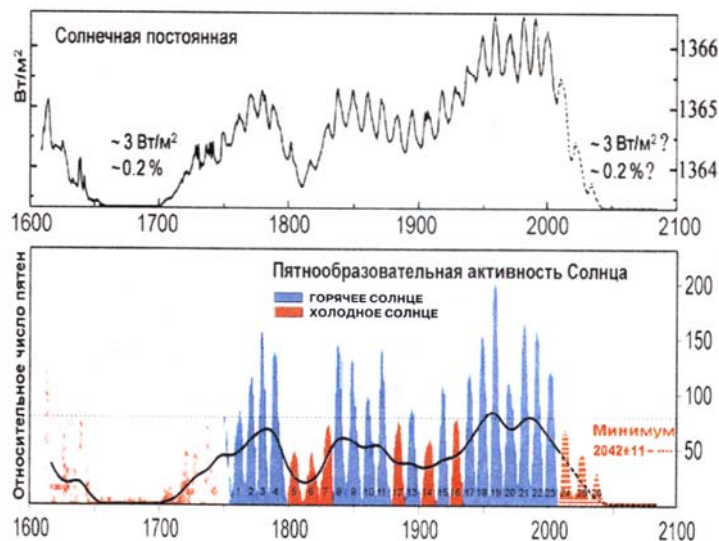 Солнечная постоянная
Вт/м²
1366
1365
1364
~ 3 Вт/м²
~ 0.2 %
~ 3 Вт/м² ?
~ 0.2 % ?
1600
1700
1800
1900
2000
2100
Относительное число пятен
Пятнообразовательная активность Солнца
ГОРЯЧЕЕ СОЛНЦЕ
ХОЛОДНОЕ СОЛНЦЕ
200
150
100
50
Минимум
2042±11
1 2 3 4 5 6 7 8 9 10 11 12 13 14 15 16 17 18 19 20 21 22 23
1600
1700
1800
1900
2000
2100